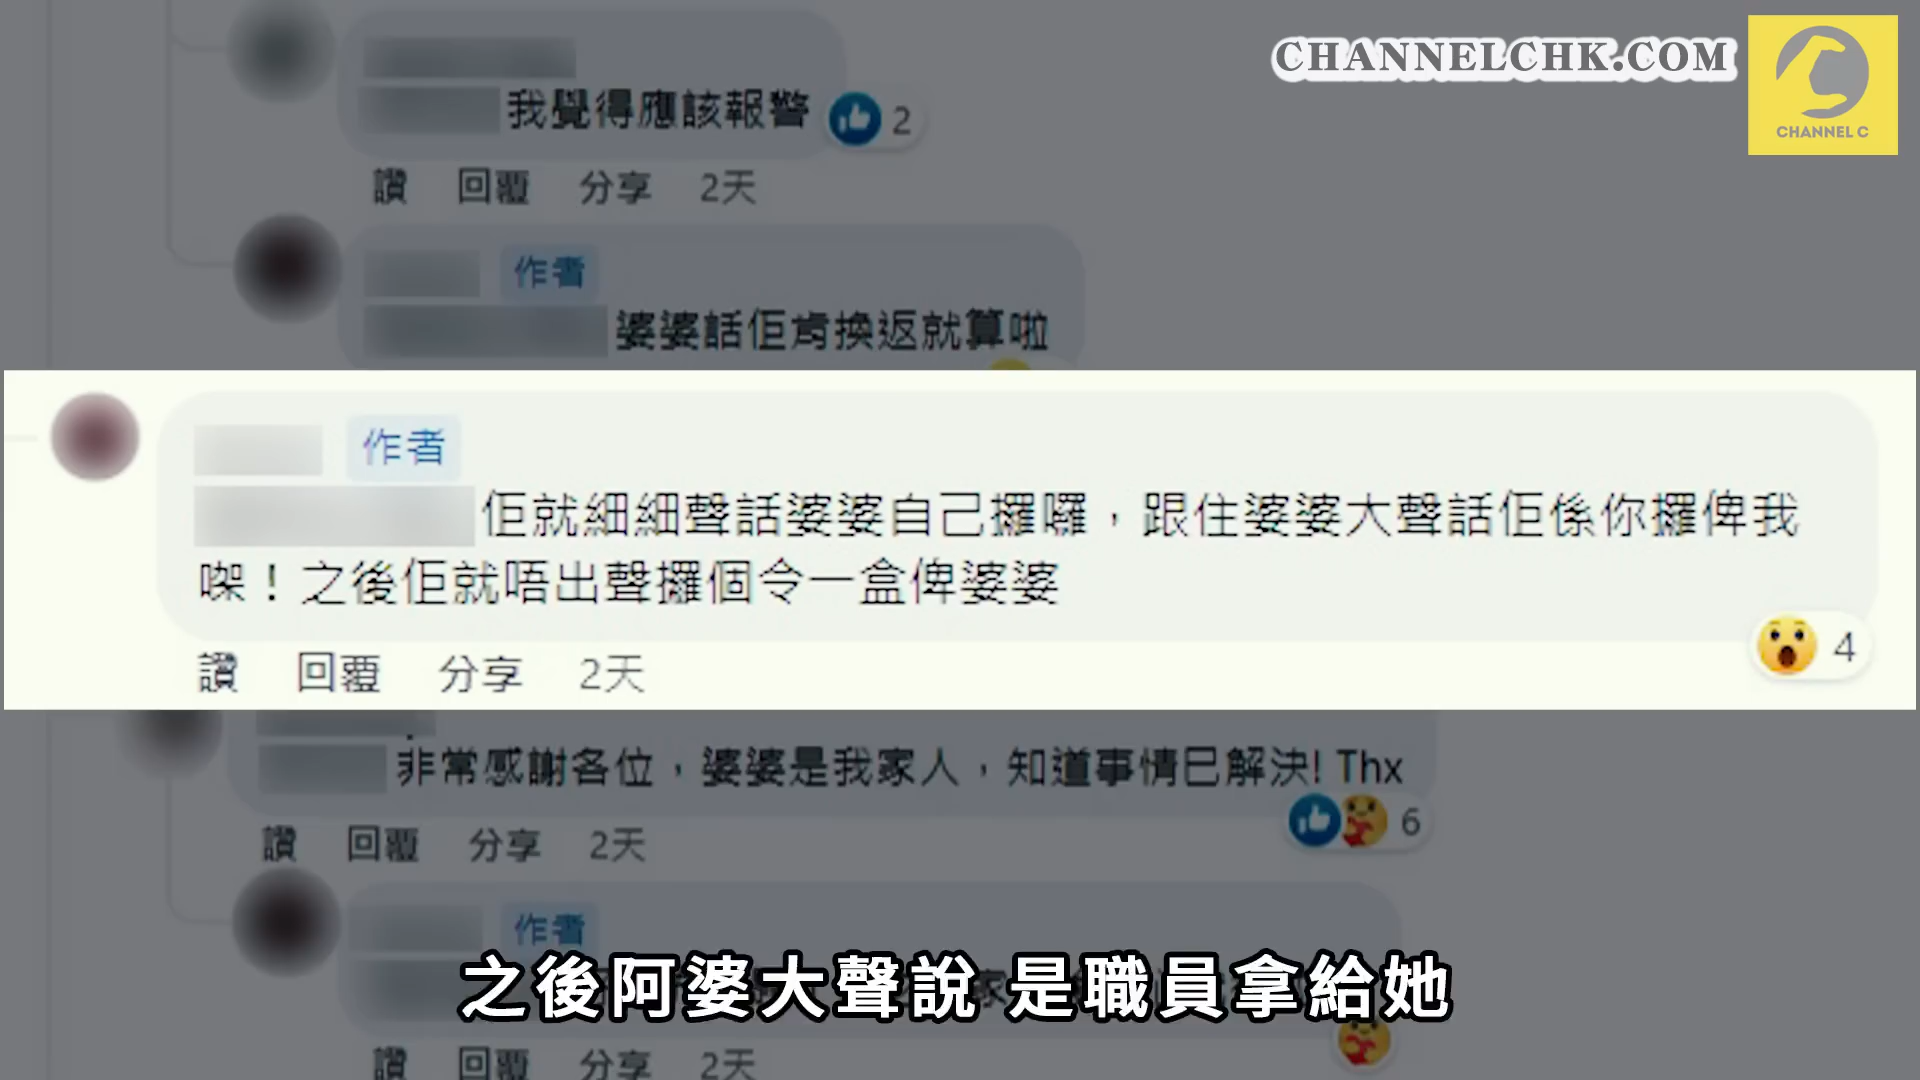 CHANNELCHK.COM
CHANNEL C
我覺得應該報警
2
讚 回覆 分享 2天
作者
婆婆話佢肯換返就算啦
作者
佢就細細聲話婆婆自己攞囉，跟住婆婆大聲話佢係你攞俾我
㗎！之後佢就唔出聲攞個令一盒俾婆婆
4
讚 回覆 分享 2天
非常感謝各位，婆婆是我家人，知道事情已解決! Thx
6
讚 回覆 分享 2天
作者
之後阿婆大聲說 是職員拿給她
讚 回覆 分享 2天